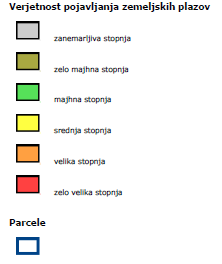 Verjetnost pojavljanja zemeljskih plazov
zanemarljiva stopnja
zelo majhna stopnja
majhna stopnja
srednja stopnja
velika stopnja
zelo velika stopnja
Parcele